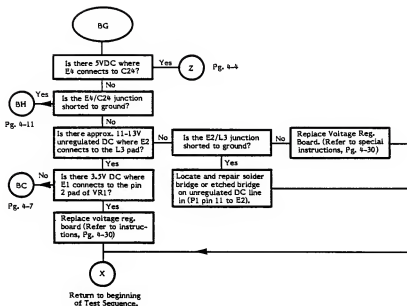 BG
Is there 5VDC where
E4 connects to C24?
Yes
Z
Pg. 4-4
No
Yes
BH
Pg. 4-11
Is the E4/C24 junction
shorted to ground?
No
Is there approx. 11-13V
unregulated DC where E2
connects to the L3 pad?
No
Is the E2/L3 junction
shorted to ground?
No
Replace Voltage Reg.
Board. (Refer to special
instructions, Pg. 4-30)
Yes
Yes
Locate and repair solder
bridge or etched bridge
on unregulated DC line
in (P1 pin 11 to E2).
No
BC
Pg. 4-7
Is there 3.5V DC where
E1 connects to the pin
2 pad of VR1?
Yes
Replace voltage reg.
board (Refer to instruc-
tions, Pg. 4-30)
X
Return to beginning
of Test Sequence.